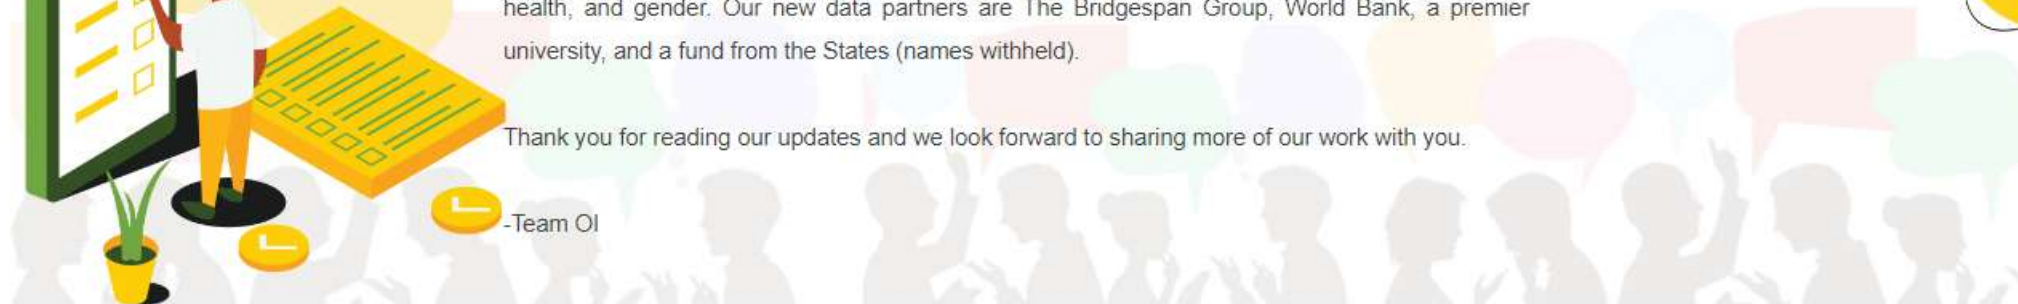 health, and gender. Our new data partners are The Bridgespan Group, World Bank, a premier
university, and a fund from the States (names withheld).
Thank you for reading our updates and we look forward to sharing more of our work with you.
-Team OI